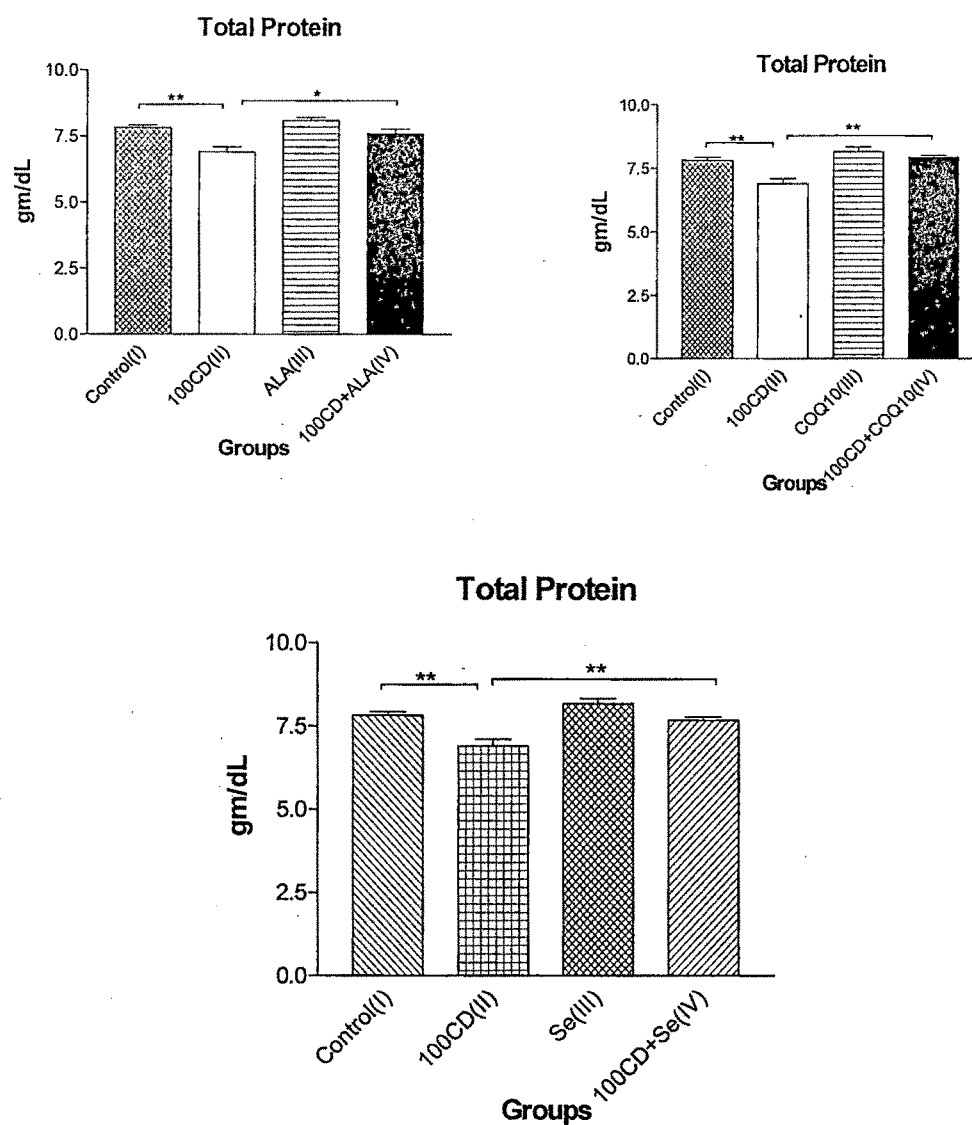 Total Protein
10.0
7.5
5.0
2.5
0.0
gm/dL
**
*
Control(I)
100CD(II)
ALA(III)
100CD+ALA(IV)
Groups
Total Protein
10.0
7.5
5.0
2.5
0.0
gm/dL
**
**
Control(I)
100CD(II)
COQ10(III)
100CD+COQ10(IV)
Groups
Total Protein
10.0
7.5
5.0
2.5
0.0
gm/dL
**
**
Control(I)
100CD(II)
Se(III)
100CD+Se(IV)
Groups